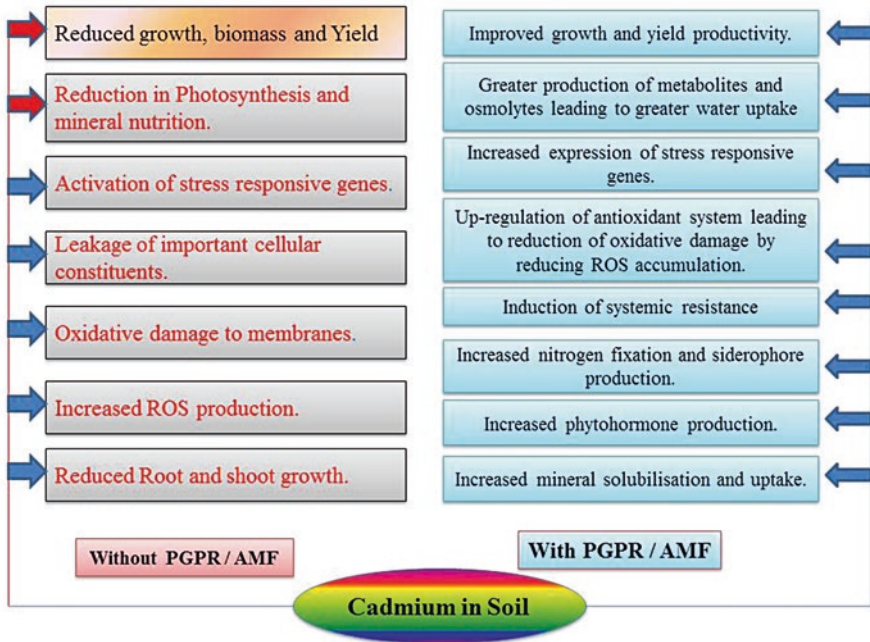 Reduced growth, biomass and Yield
Reduction in Photosynthesis and
mineral nutrition.
Activation of stress responsive genes.
Leakage of important cellular
constituents.
Oxidative damage to membranes.
Increased ROS production.
Reduced Root and shoot growth.
Without PGPR / AMF
Improved growth and yield productivity.
Greater production of metabolites and
osmolytes leading to greater water uptake
Increased expression of stress responsive
genes.
Up-regulation of antioxidant system leading
to reduction of oxidative damage by
reducing ROS accumulation.
Induction of systemic resistance
Increased nitrogen fixation and siderophore
production.
Increased phytohormone production.
Increased mineral solubilisation and uptake.
With PGPR / AMF
Cadmium in Soil